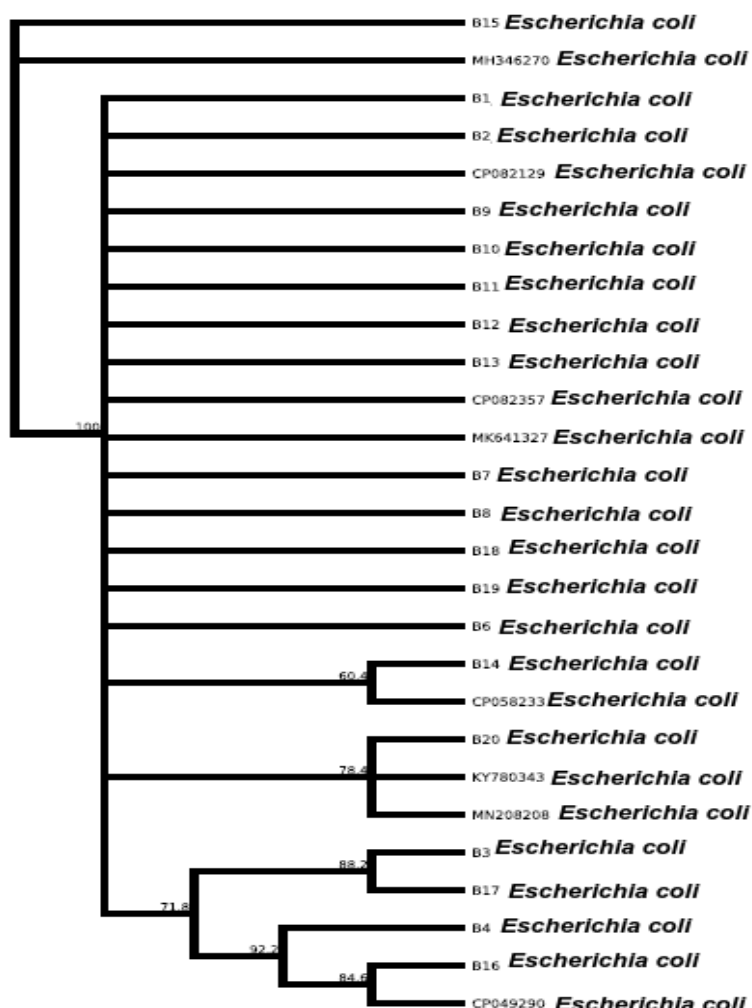 B15 Escherichia coli
MH346270 Escherichia coli
B1 Escherichia coli
B2 Escherichia coli
CP082129 Escherichia coli
B9 Escherichia coli
B10 Escherichia coli
B11 Escherichia coli
B12 Escherichia coli
B13 Escherichia coli
CP082357 Escherichia coli
100
MK641327 Escherichia coli
B7 Escherichia coli
B8 Escherichia coli
B18 Escherichia coli
B19 Escherichia coli
B6 Escherichia coli
B14 Escherichia coli
60.4
CP058233 Escherichia coli
B20 Escherichia coli
78.4
KY780343 Escherichia coli
MN208208 Escherichia coli
B3 Escherichia coli
88.2
B17 Escherichia coli
71.8
B4 Escherichia coli
92.2
B16 Escherichia coli
84.6
CP049290 Escherichia coli